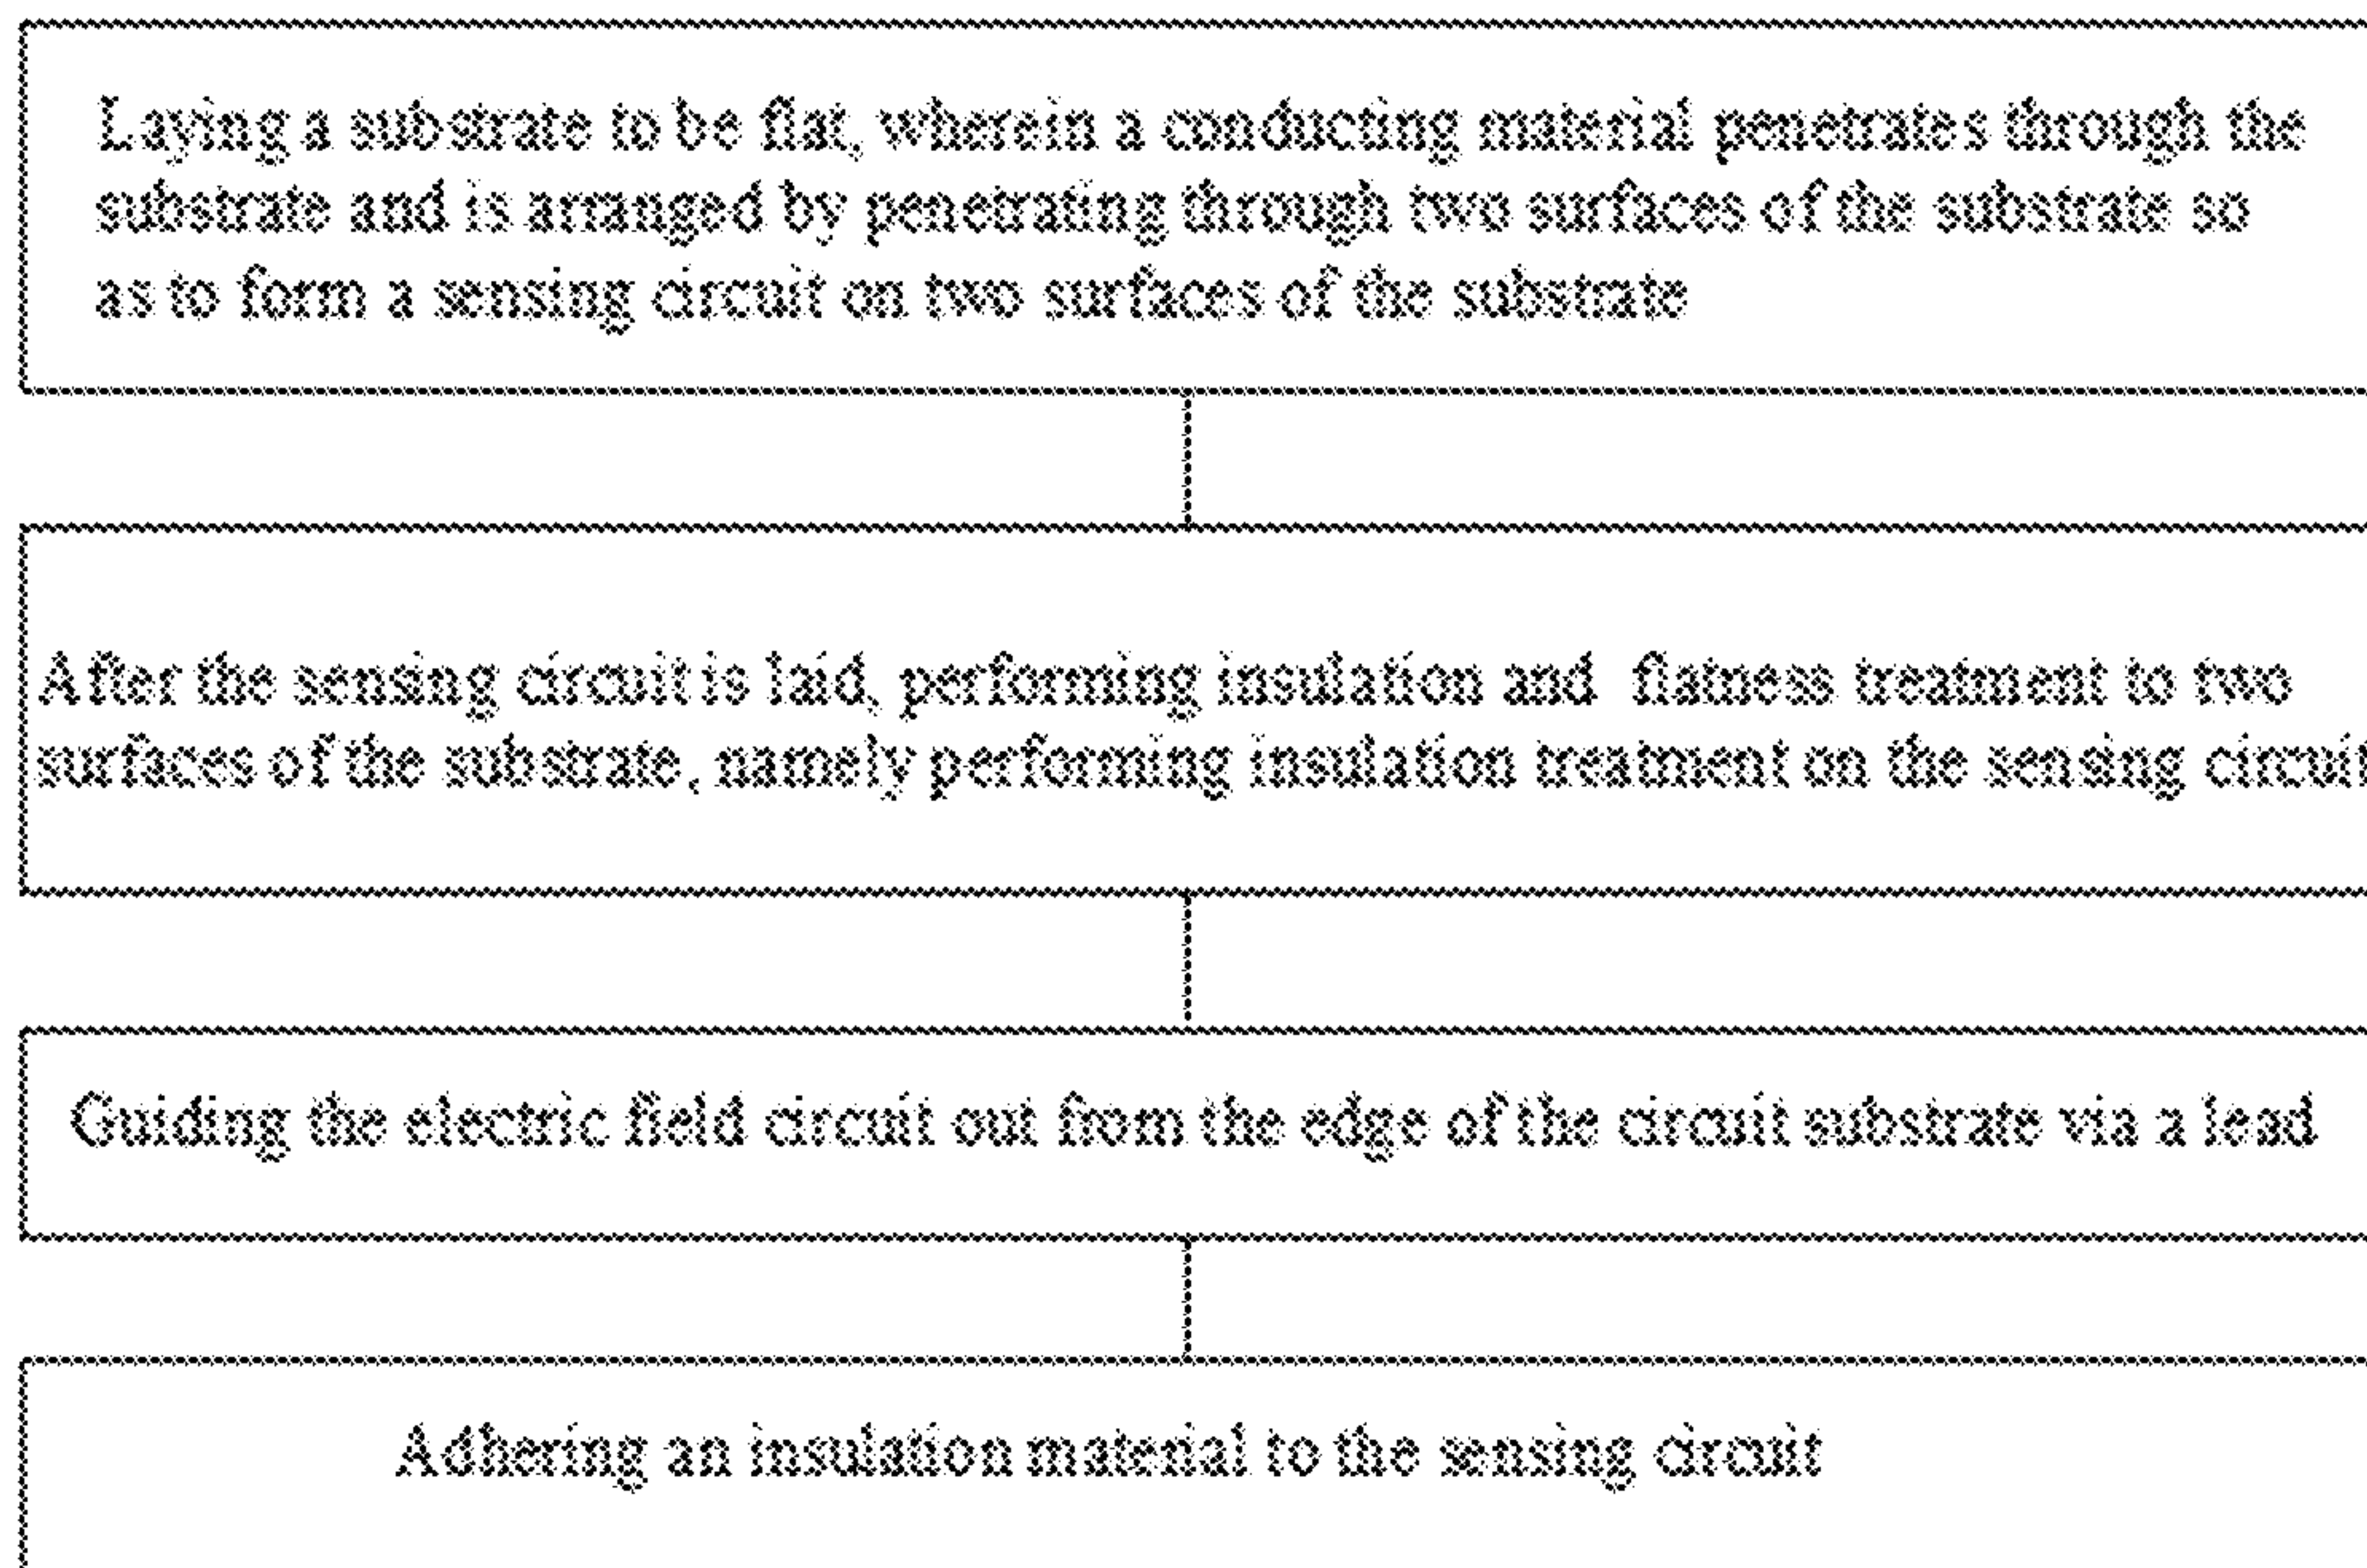 Laying a substrate to be flat, wherein a conducting material penetrates through the
substrate and is arranged by penetrating through two surfaces of the substrate so
as to form a sensing circuit on two surfaces of the substrate
After the sensing circuit is laid, performing insulation and flatness treatment to two
surfaces of the substrate, namely performing insulation treatment on the sensing circuit
Guiding the electric field circuit out from the edge of the circuit substrate via a lead
Adhering an insulation material to the sensing circuit